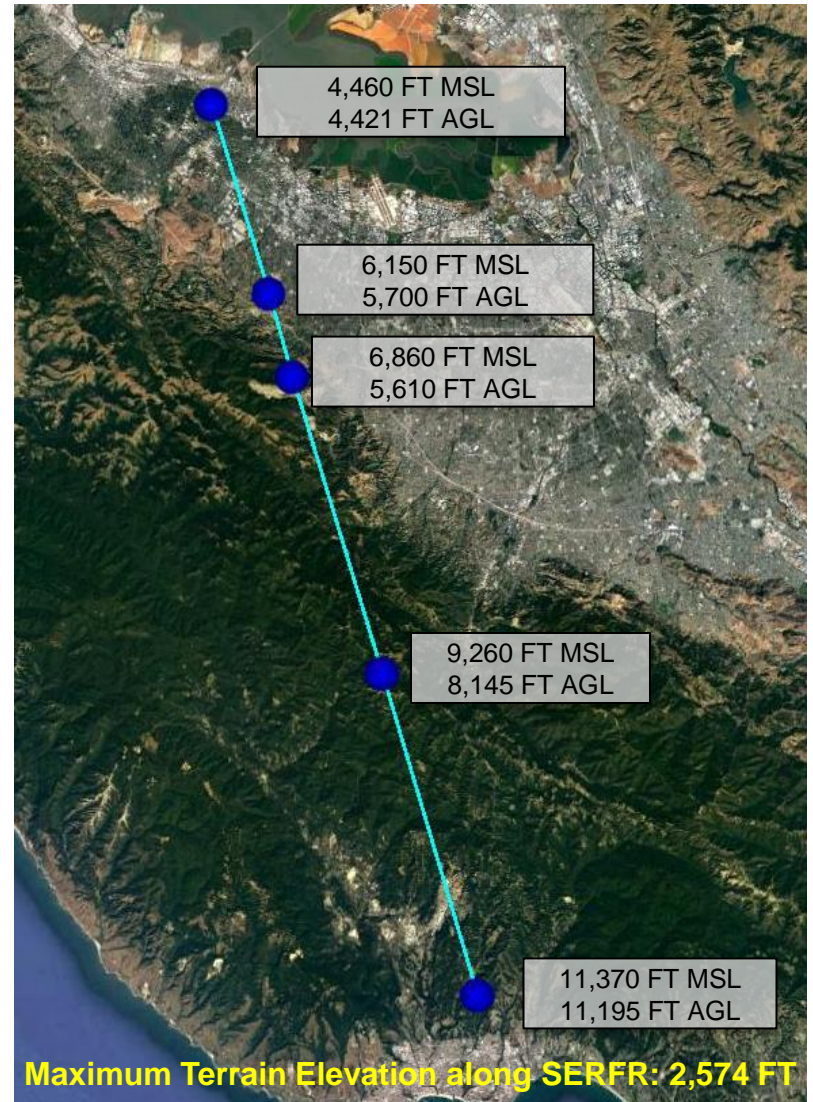 4,460 FT MSL
4,421 FT AGL
6,150 FT MSL
5,700 FT AGL
6,860 FT MSL
5,610 FT AGL
9,260 FT MSL
8,145 FT AGL
11,370 FT MSL
11,195 FT AGL
Maximum Terrain Elevation along SERFR: 2,574 FT